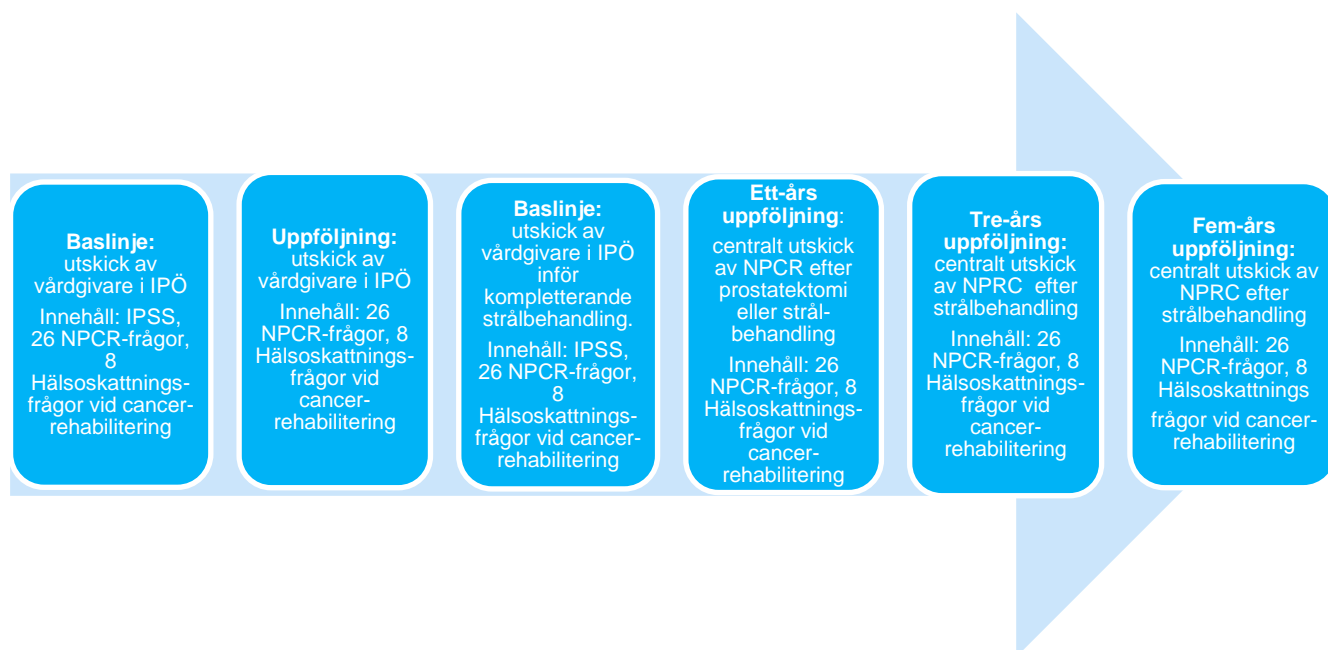 Baslinje:
utskick av
vårdgivare i IPÖ
Innehåll: IPSS,
26 NPCR-frågor,
8
Hälsoskattnings-
frågor vid cancer-
rehabilitering
Uppföljning:
utskick av
vårdgivare i IPÖ
Innehåll: 26
NPCR-frågor, 8
Hälsoskattnings-
frågor vid
cancer-
rehabilitering
Baslinje:
utskick av
vårdgivare i IPÖ
inför
kompletterande
strålbehandling.
Innehåll: IPSS,
26 NPCR-frågor,
8
Hälsoskattnings-
frågor vid cancer-
rehabilitering
Ett-års
uppföljning:
centralt utskick
av NPCR efter
prostatektomi
eller strål-
behandling
Innehåll: 26
NPCR-frågor, 8
Hälsoskattnings-
frågor vid
cancer-
rehabilitering
Tre-års
uppföljning:
centralt utskick
av NPRC efter
strålbehandling
Innehåll: 26
NPCR-frågor, 8
Hälsoskattnings-
frågor vid
cancer-
rehabilitering
Fem-års
uppföljning:
centralt utskick av
NPRC efter
strålbehandling
Innehåll: 26
NPCR-frågor, 8
Hälsoskattnings
frågor vid cancer-
rehabilitering